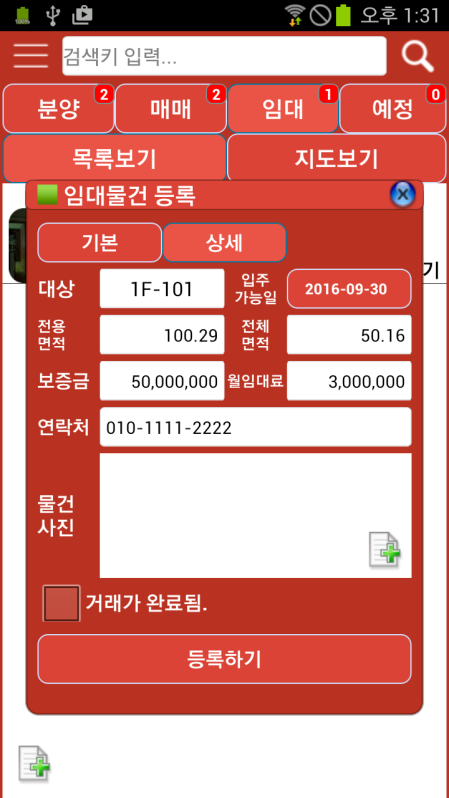 100%
오후 1:31
검색키 입력...
분양 2
매매 2
임대 1
예정 0
목록보기
지도보기
임대물건 등록
기
기본
상세
대상
1F-101
입주
가능일
2016-09-30
전용
면적
100.29
전체
면적
50.16
보증금
50,000,000
월임대료
3,000,000
연락처
010-1111-2222
물건
사진
거래가 완료됨.
등록하기